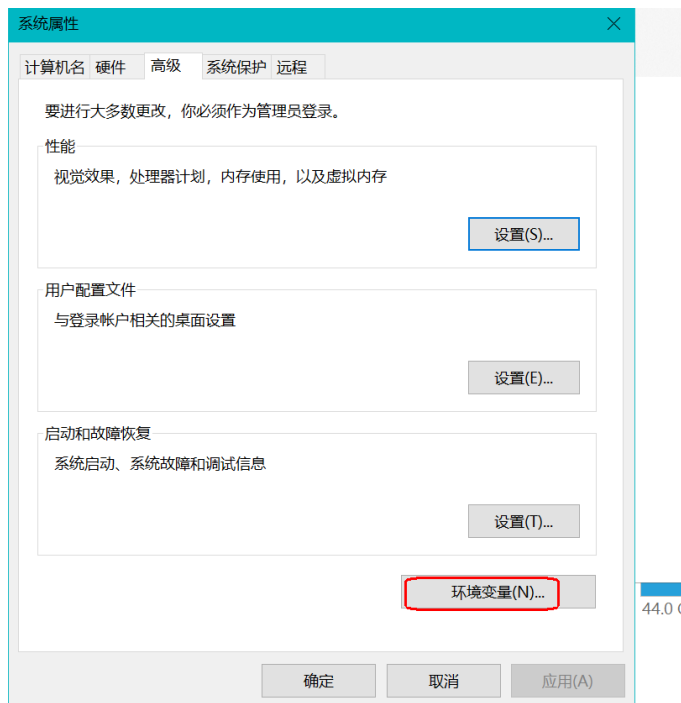 系统属性
计算机名 硬件 高级 系统保护 远程
要进行大多数更改，你必须作为管理员登录。
性能
视觉效果，处理器计划，内存使用，以及虚拟内存
设置(S)...
用户配置文件
与登录帐户相关的桌面设置
设置(E)...
启动和故障恢复
系统启动、系统故障和调试信息
设置(T)...
环境变量(N)...
44.0
确定 取消 应用(A)